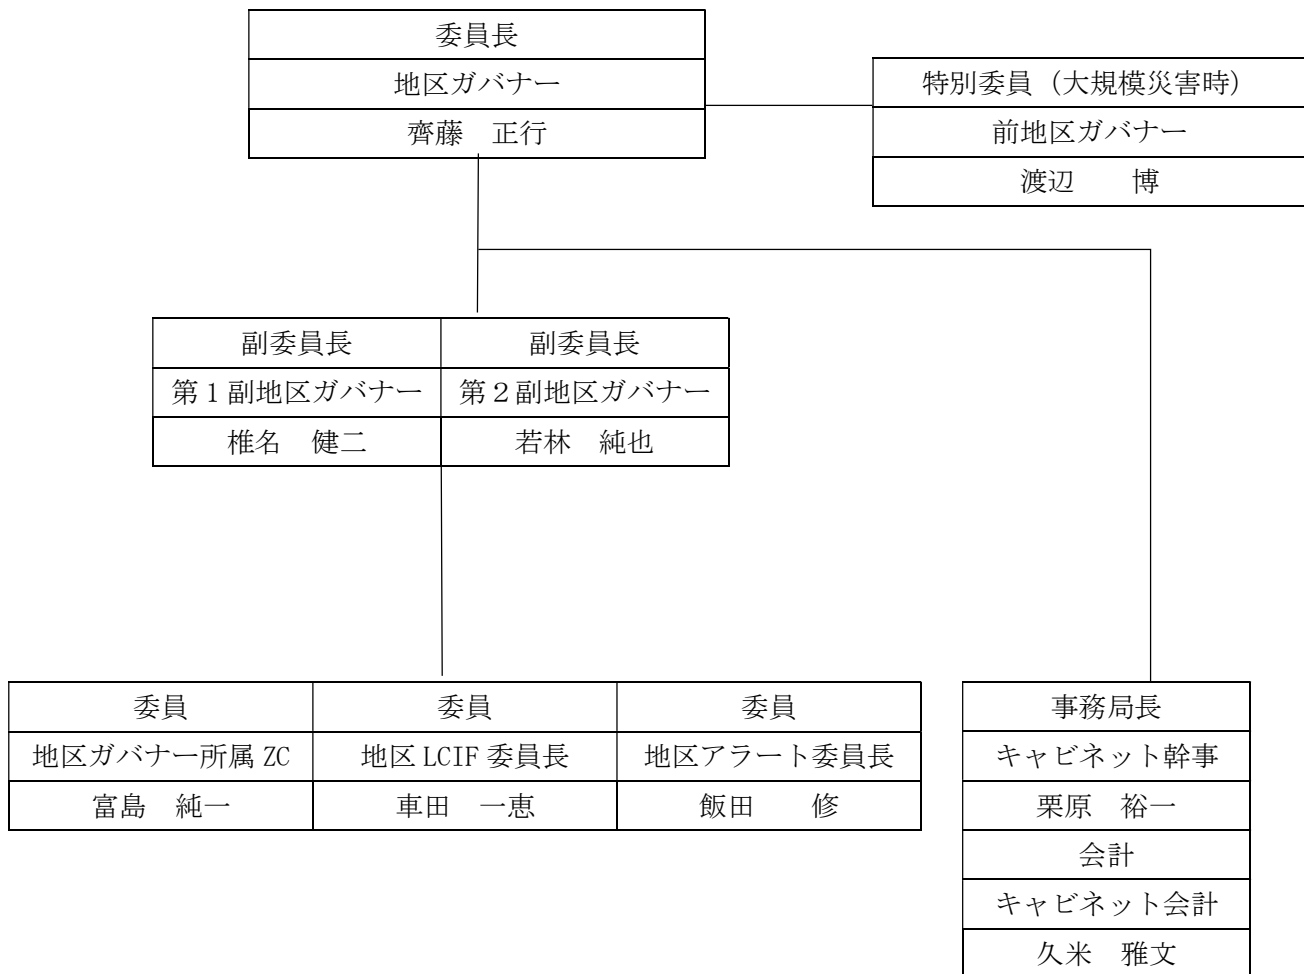 委員長
地区ガバナー
齊藤　正行
特別委員（大規模災害時）
前地区ガバナー
渡辺　　博
副委員長　副委員長
第１副地区ガバナー　第２副地区ガバナー
椎名　健二　若林　純也
委員　委員　委員
地区ガバナー所属 ZC　地区 LCIF 委員長　地区アラート委員長
富島　純一　車田　一恵　飯田　　修
事務局長
キャビネット幹事
栗原　裕一
会計
キャビネット会計
久米　雅文